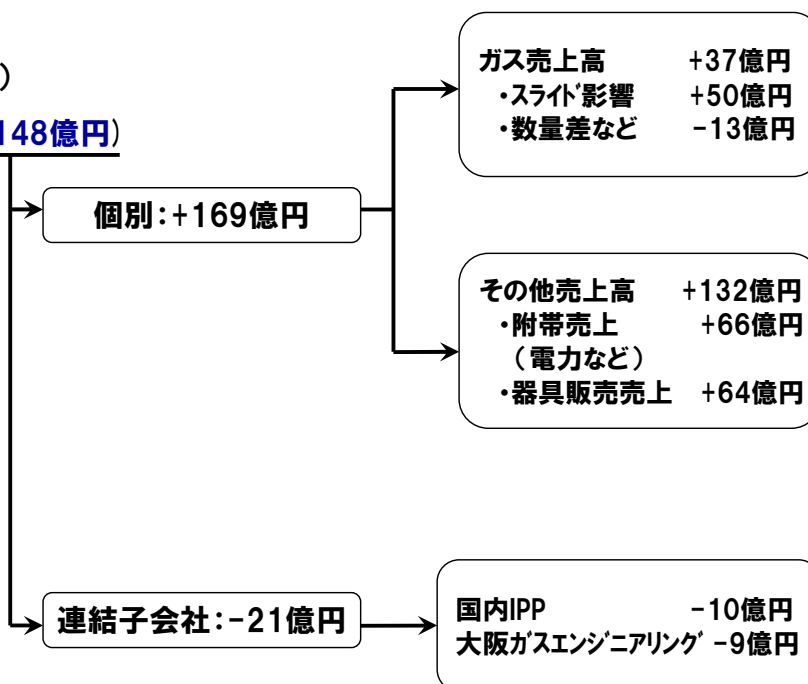 )
148億円)
個別：+169億円
ガス売上高 +37億円
・スライド影響 +50億円
・数量差など -13億円
その他売上高 +132億円
・附帯売上 +66億円
（電力など）
・器具販売売上 +64億円
連結子会社：-21億円
国内IPP -10億円
大阪ガスエンジニアリング -9億円